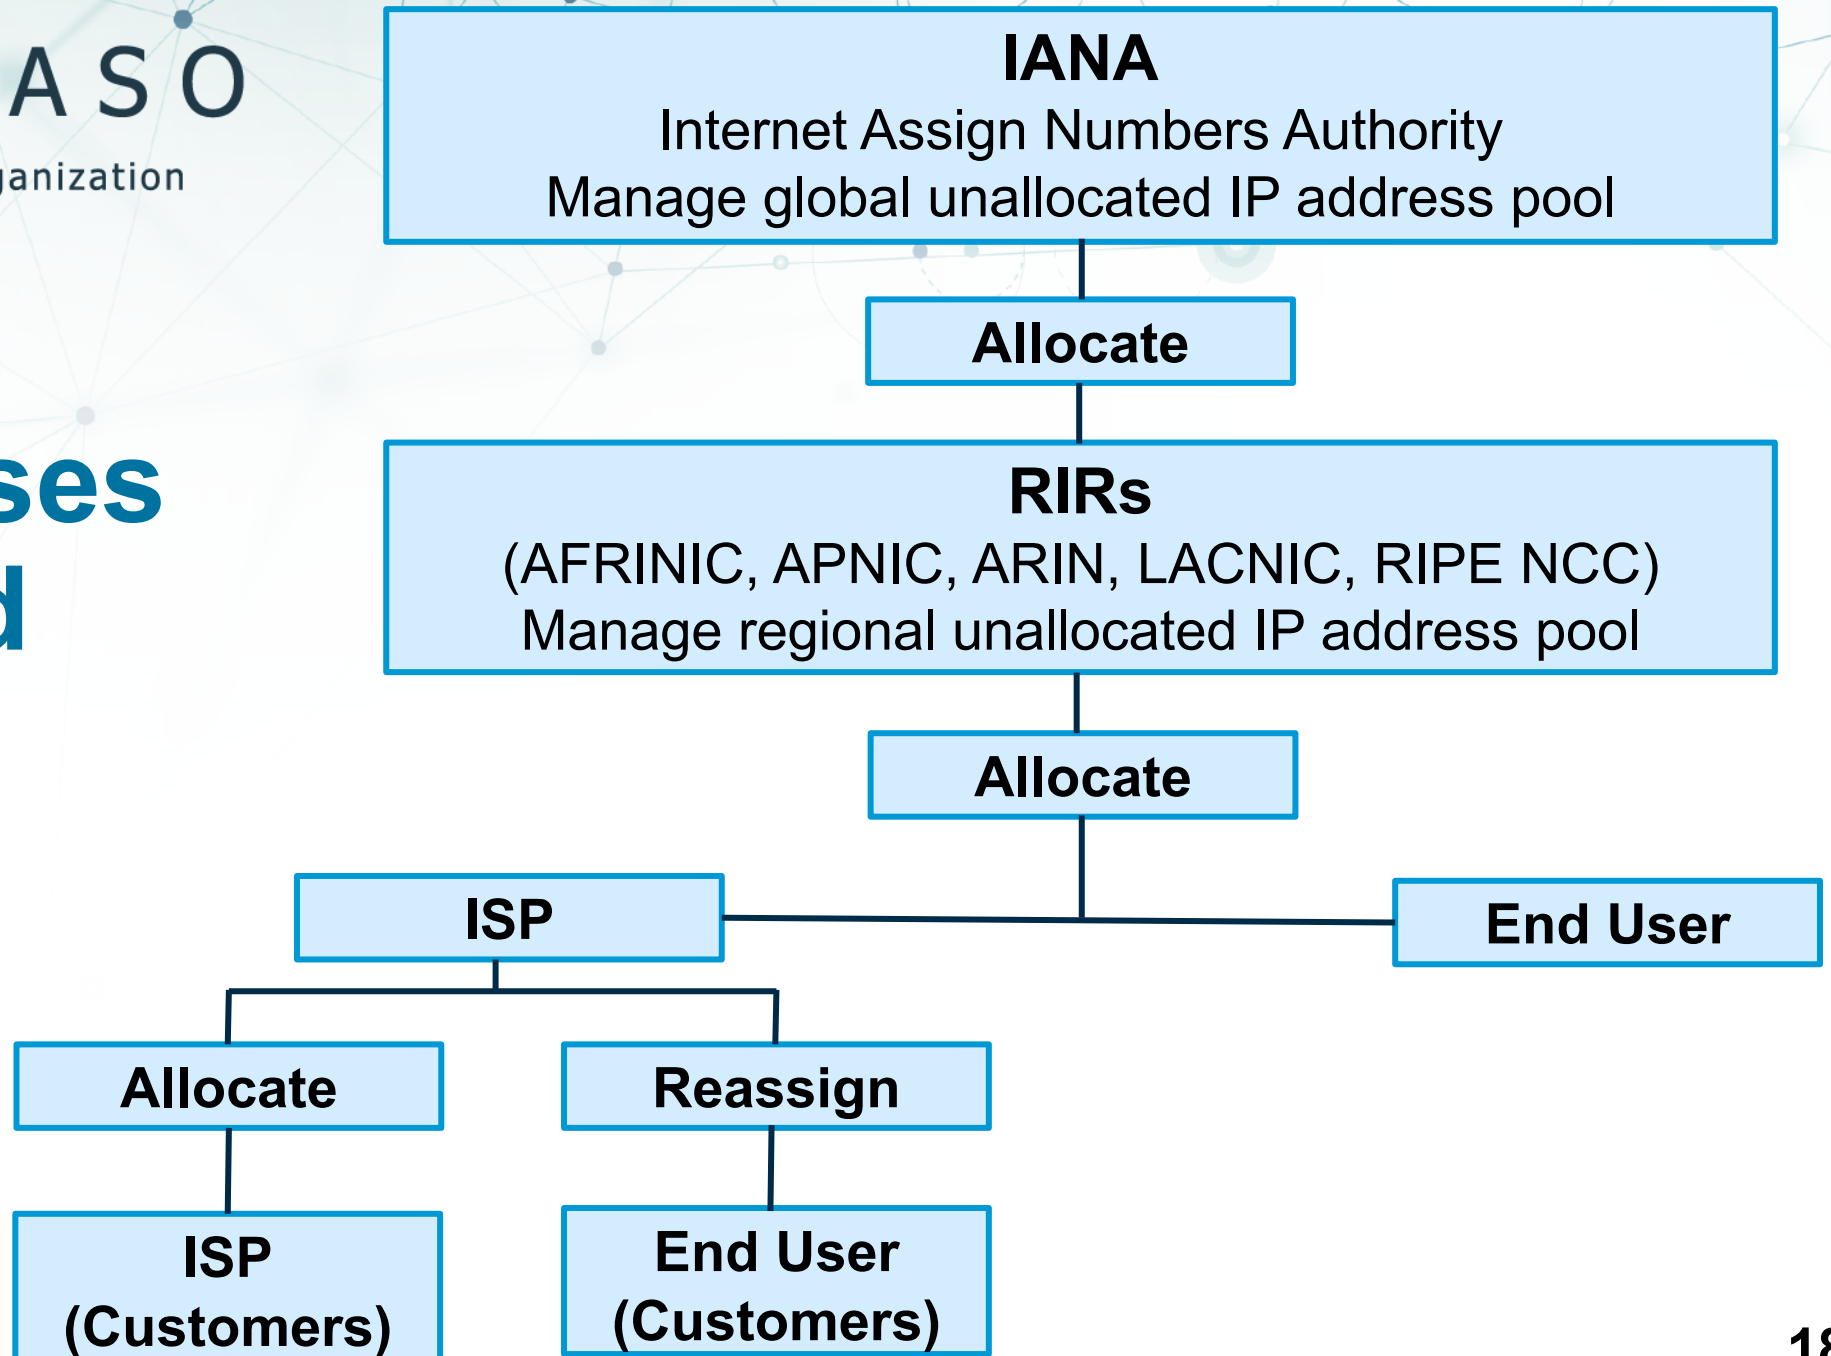 ASO
ganization
IANA
Internet Assign Numbers Authority
Manage global unallocated IP address pool
Allocate
ses
d
RIRs
(AFRINIC, APNIC, ARIN, LACNIC, RIPE NCC)
Manage regional unallocated IP address pool
Allocate
ISP
End User
Allocate
Reassign
ISP
(Customers)
End User
(Customers)
18